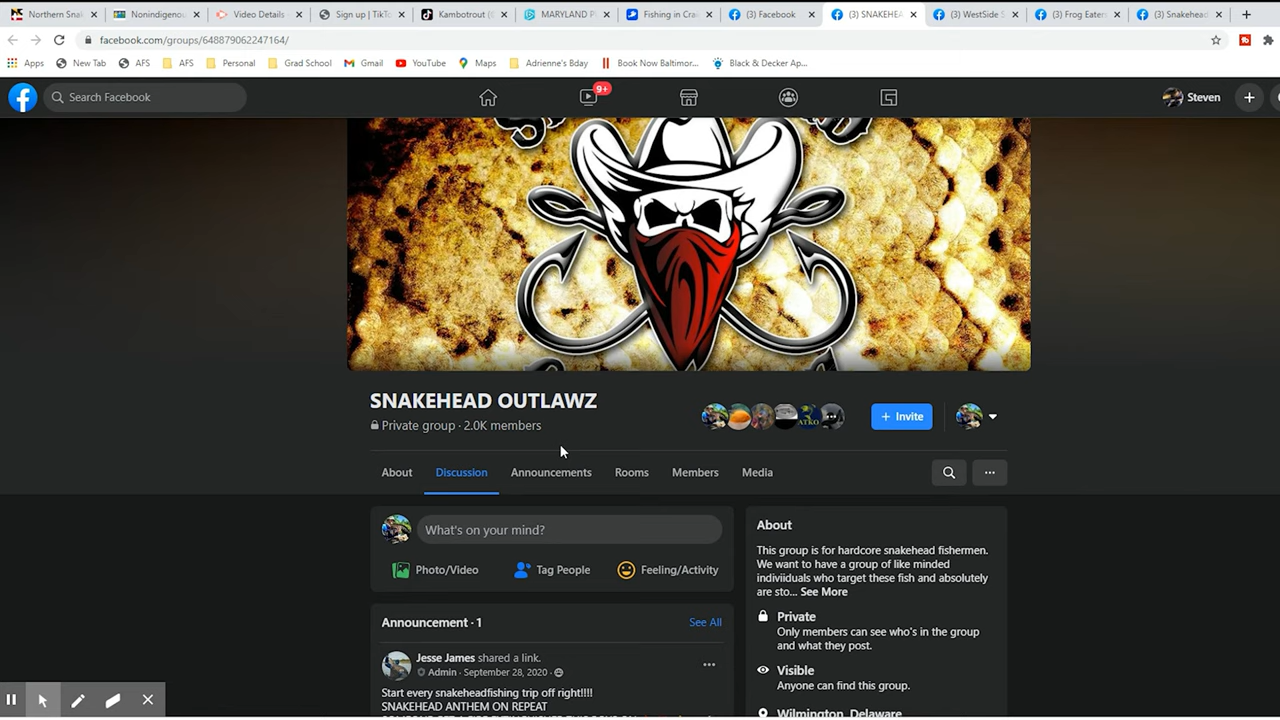 Northern Snak
Nonindigenou
Video Details
Sign up | TikTo
Kambotrout (@
MARYLAND P
Fishing in Crai
(3) Facebook
(3) SNAKEHEA
(3) WestSide S
(3) Frog Eaters
(3) Snakehead
facebook.com/groups/648879062247164/
Apps
New Tab
AFS
AFS
Personal
Grad School
Gmail
YouTube
Maps
Adrienne's Bday
Book Now Baltimor...
Black & Decker Ap...
Search Facebook
9+
Steven
SNAKEHEAD OUTLAWZ
Private group · 2.0K members
ATKO
+ Invite
About
Discussion
Announcements
Rooms
Members
Media
What's on your mind?
Photo/Video
Tag People
Feeling/Activity
Announcement · 1
See All
Jesse James shared a link.
Admin · September 28, 2020 ·
Start every snakeheadfishing trip off right!!!!
SNAKEHEAD ANTHEM ON REPEAT
About
This group is for hardcore snakehead fishermen.
We want to have a group of like minded
indiviiduals who target these fish and absolutely
are sto... See More
Private
Only members can see who's in the group
and what they post.
Visible
Anyone can find this group.
Wilmington, Delaware